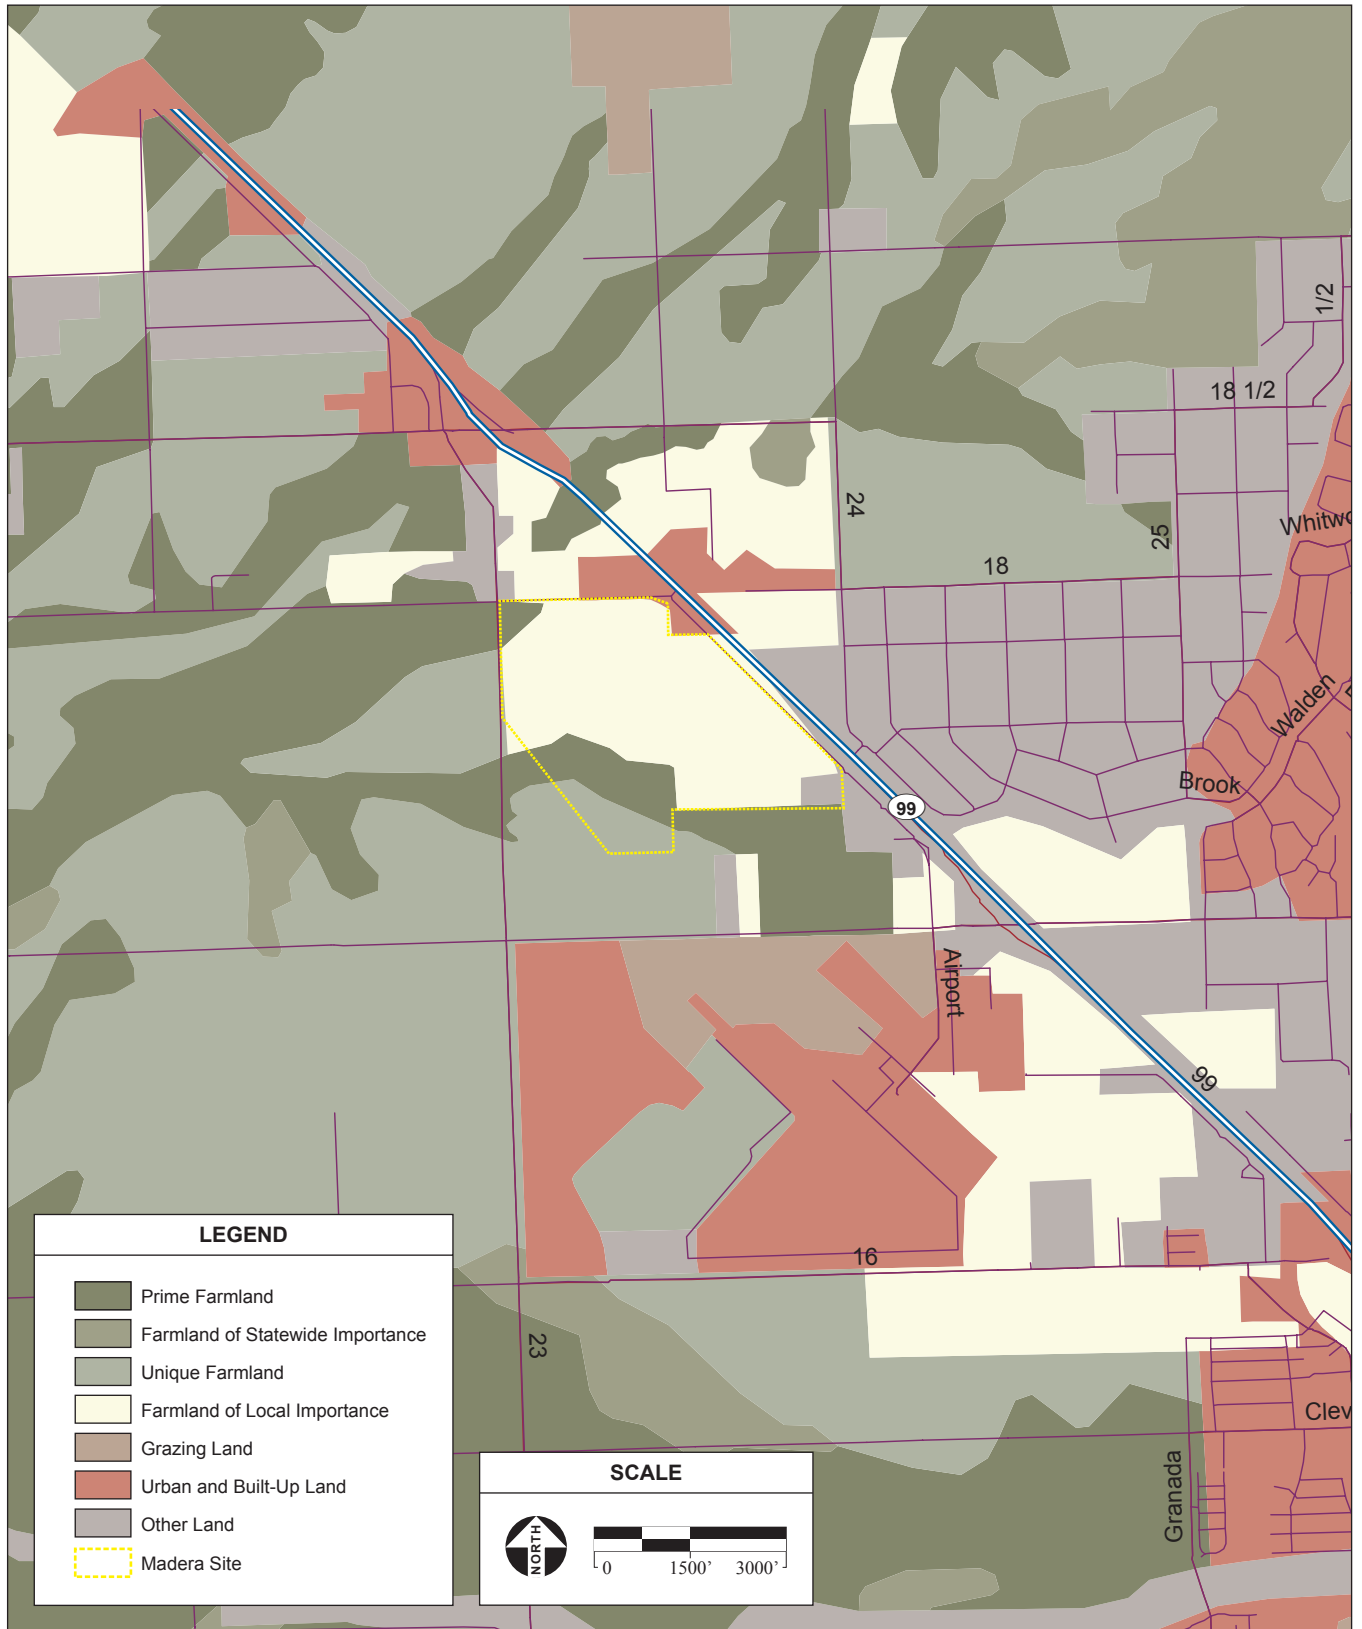 1/2
18 1/2
24
25
Whitwo
18
Walden
Brook
99
Airport
99
16
23
Clev
Granada
LEGEND
Prime Farmland
Farmland of Statewide Importance
Unique Farmland
Farmland of Local Importance
Grazing Land
Urban and Built-Up Land
Other Land
Madera Site
SCALE
NORTH
0 1500' 3000'